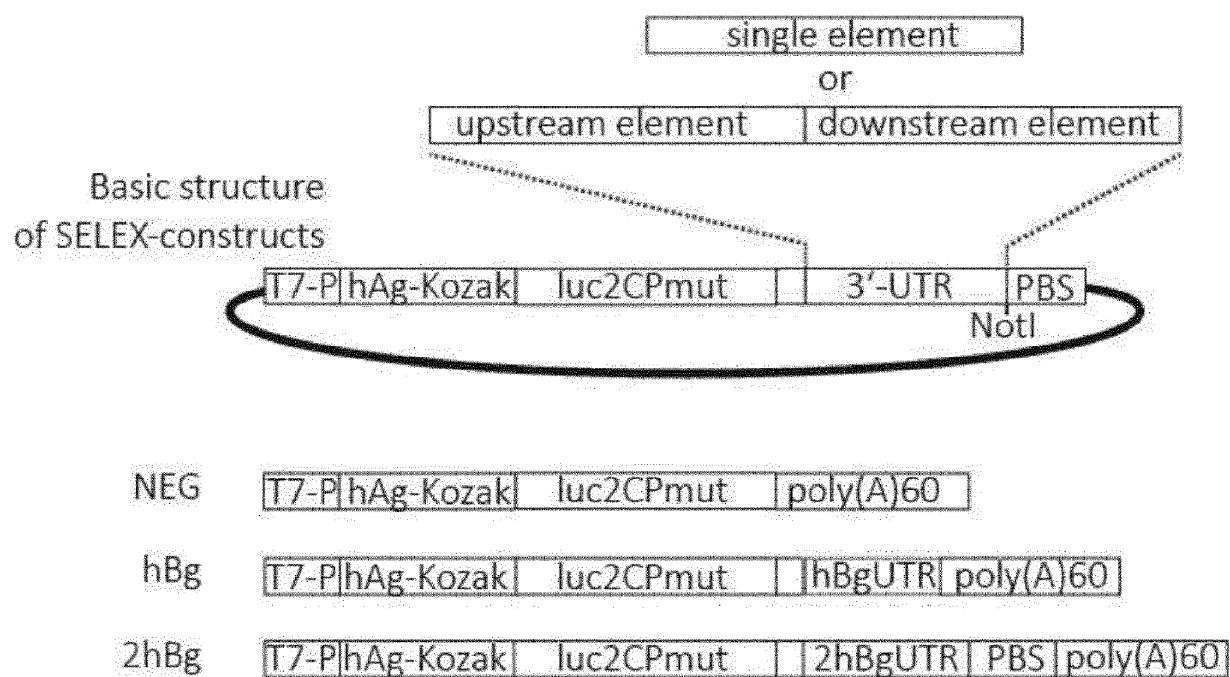 single element
or
upstream element downstream element
Basic structure
of SELEX-constructs
T7-P hAg-Kozak luc2CPmut 3‘-UTR PBS
NotI
NEG T7-P hAg-Kozak luc2CPmut poly(A)60
hBg T7-P hAg-Kozak luc2CPmut hBgUTR poly(A)60
2hBg T7-P hAg-Kozak luc2CPmut 2hBgUTR PBS poly(A)60